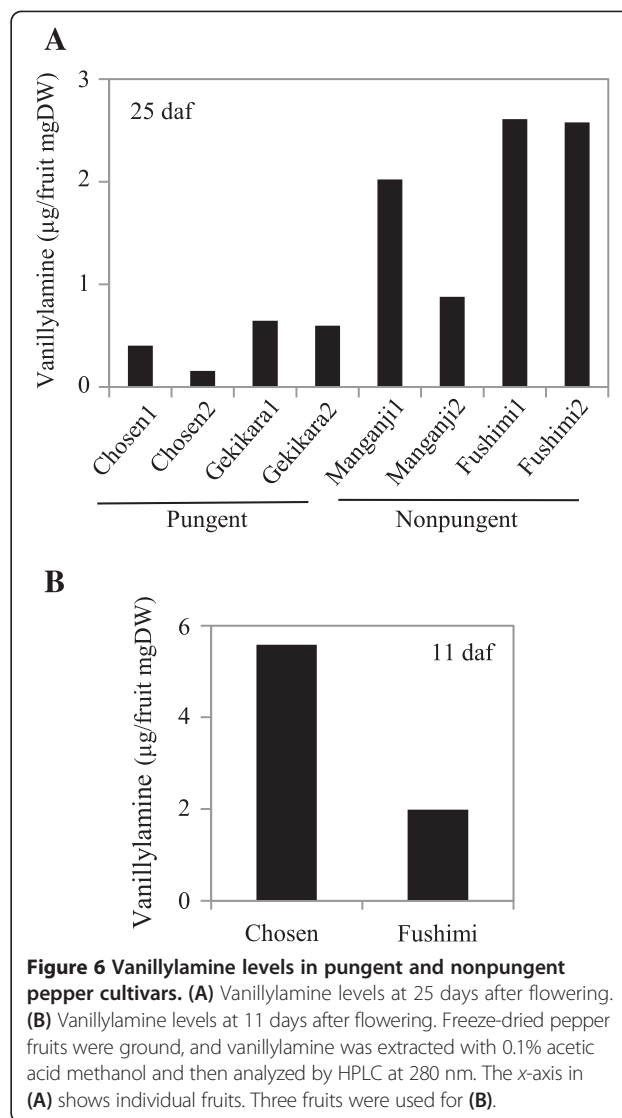 A
3
2
1
0
Vanillylamine (µg/fruit mgDW)
25 daf
Chosen1
Chosen2
Gekikara1
Gekikara2
Manganji1
Manganji2
Fushimi1
Fushimi2
Pungent
Nonpungent
B
6
4
2
0
Vanillylamine (µg/fruit mgDW)
11 daf
Chosen
Fushimi
Figure 6 Vanillylamine levels in pungent and nonpungent
pepper cultivars. (A) Vanillylamine levels at 25 days after flowering.
(B) Vanillylamine levels at 11 days after flowering. Freeze-dried pepper
fruits were ground, and vanillylamine was extracted with 0.1% acetic
acid methanol and then analyzed by HPLC at 280 nm. The x-axis in
(A) shows individual fruits. Three fruits were used for (B).